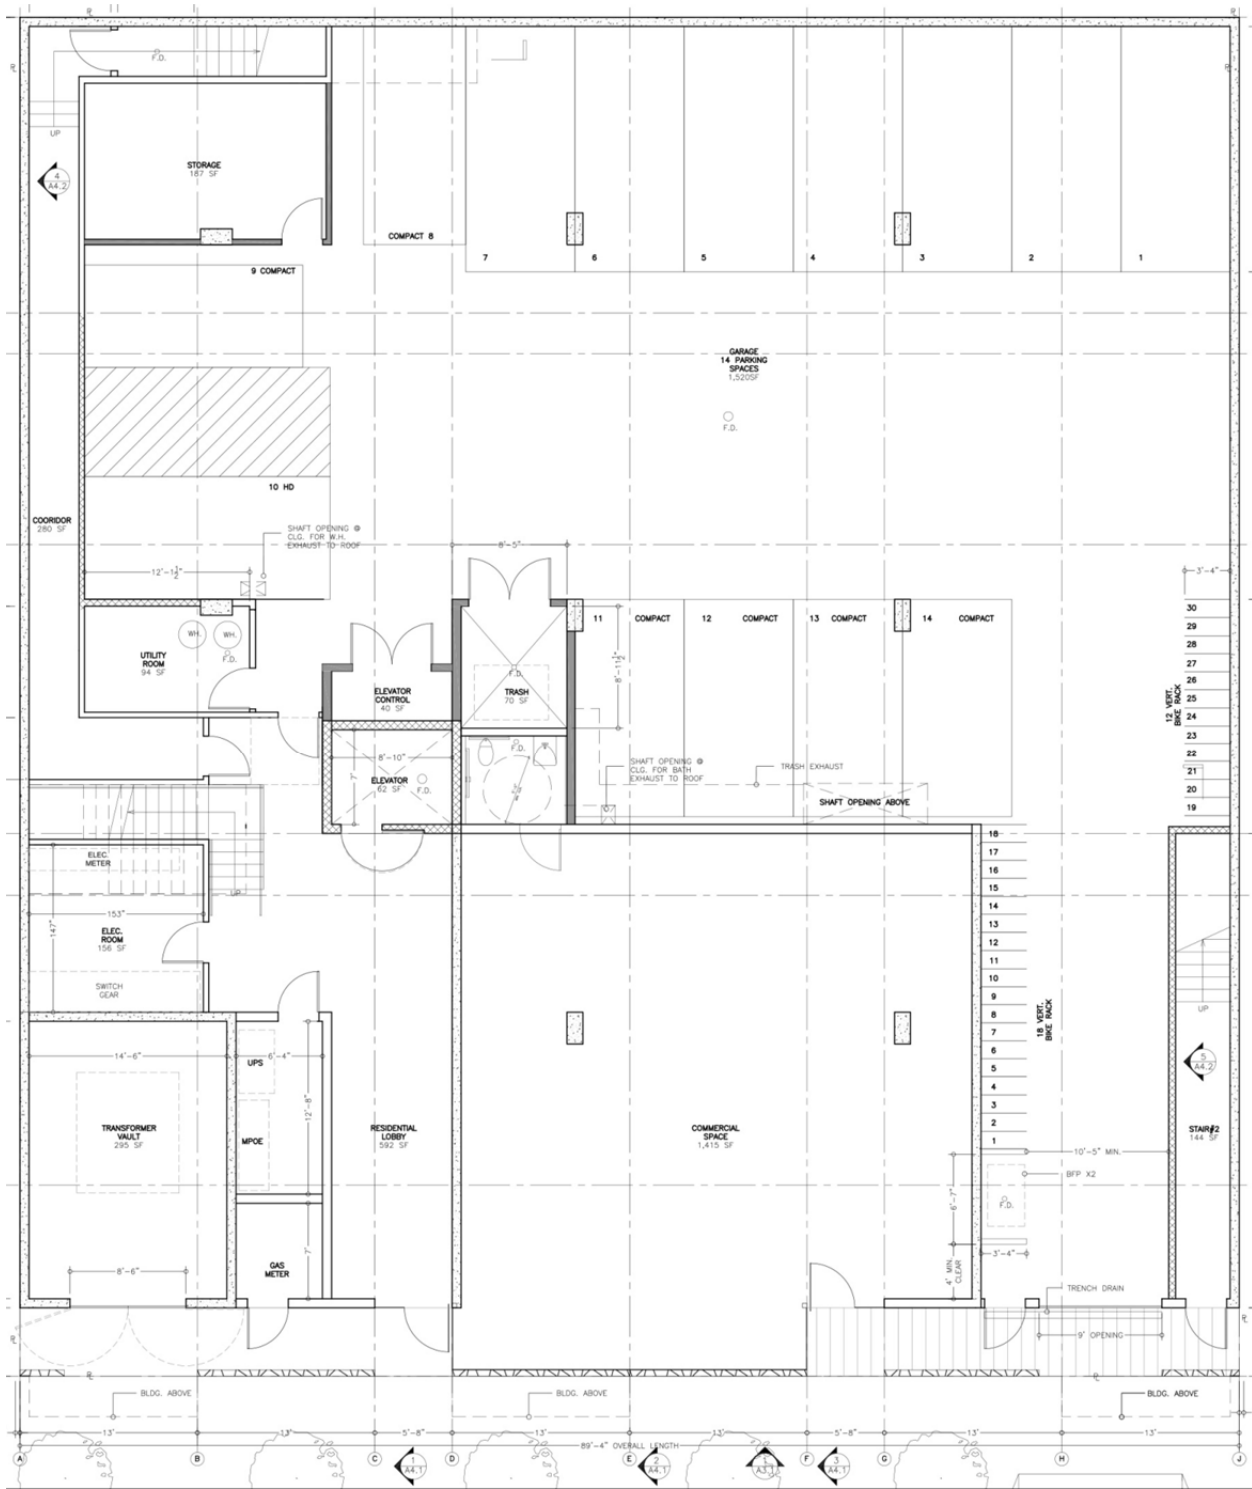 F.D.
UP
4
A4.2
STORAGE
187 SF
COMPACT 8
7
6
5
4
3
2
1
9 COMPACT
GARAGE
14 PARKING
SPACES
1,520SF
F.D.
10 HD
COORIDOR
280 SF
SHAFT OPENING @
CLG. FOR W.H.
EXHAUST TO ROOF
12'-1½"
8'-5"
3'-4"
11 COMPACT
12 COMPACT
13 COMPACT
14 COMPACT
30
29
28
27
26
25
24
23
22
21
20
19
12 VERT.
BIKE RACK
WH.
WH.
F.D.
UTILITY
ROOM
94 SF
ELEVATOR
CONTROL
40 SF
F.D.
TRASH
70 SF
8'-11½"
8'-10"
7'
ELEVATOR
62 SF
F.D.
F.D.
SHAFT OPENING @
CLG. FOR BATH
EXHAUST TO ROOF
TRASH EXHAUST
SHAFT OPENING ABOVE
18
17
16
15
14
13
12
11
10
9
8
7
6
5
4
3
2
1
18 VERT.
BIKE RACK
ELEC.
METER
UP
153"
147"
ELEC.
ROOM
156 SF
SWITCH
GEAR
UP
5
A4.2
14'-6"
UPS
6'-4"
12'-8"
MPOE
TRANSFORMER
VAULT
295 SF
RESIDENTIAL
LOBBY
592 SF
COMMERCIAL
SPACE
1,415 SF
STAIR#2
144 SF
10'-5" MIN.
BFP X2
6'-7"
F.D.
3'-4"
4' MIN.
CLEAR
GAS
METER
7'
8'-6"
TRENCH DRAIN
9' OPENING
BLDG. ABOVE
BLDG. ABOVE
BLDG. ABOVE
13'
13'
5'-8"
13'
13'
5'-8"
13'
13'
89'-4" OVERALL LENGTH
A
B
C
1
A4.1
D
E
2
A4.1
F
3
A4.1
G
H
J